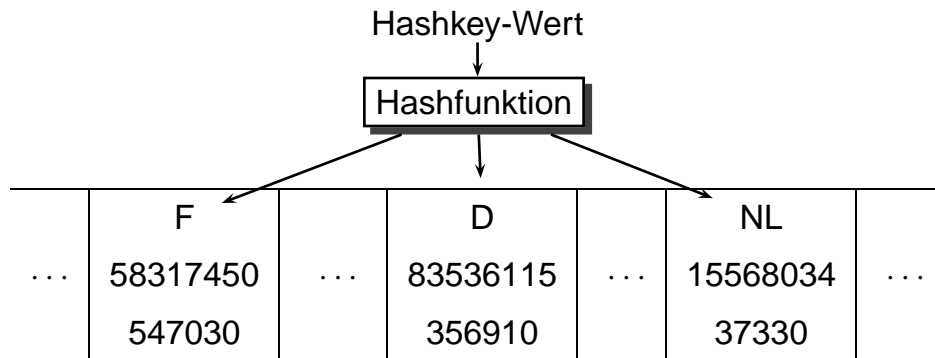 Hashkey-Wert
Hashfunktion
F D NL
... 58317450 ... 83536115 ... 15568034 ...
547030 356910 37330